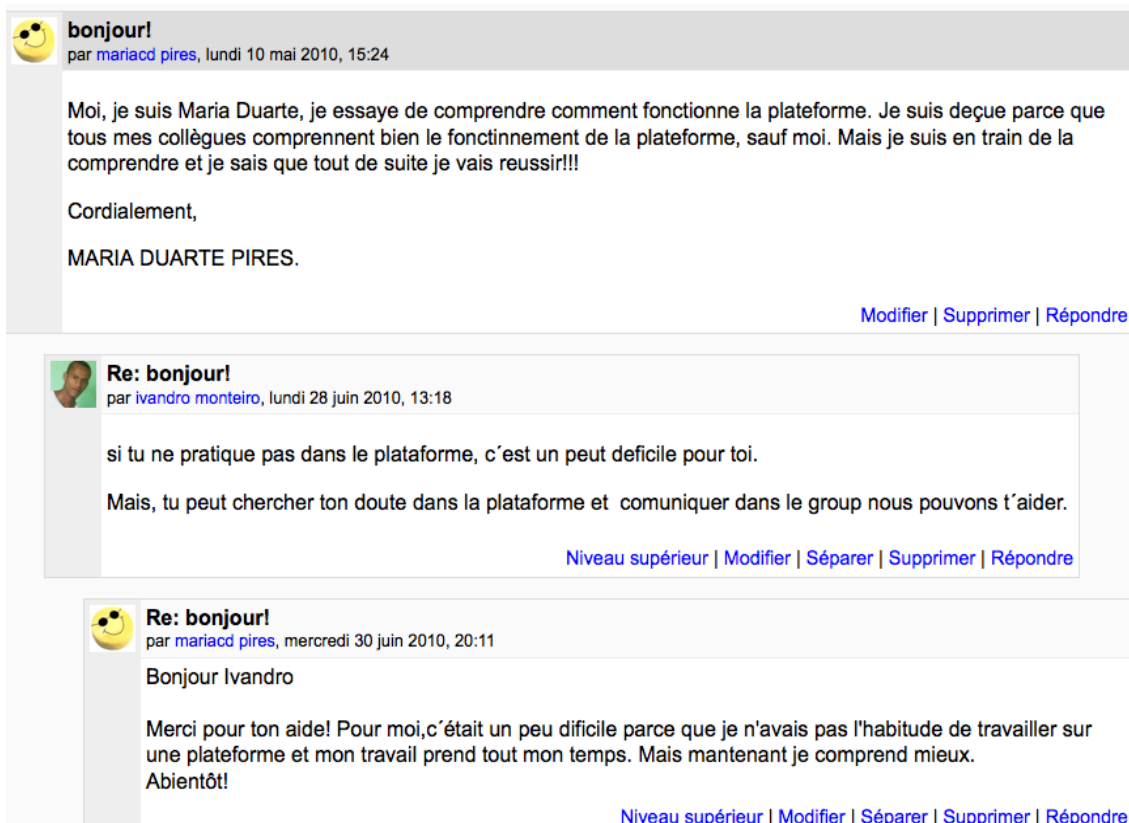 bonjour!
par mariacd pires, lundi 10 mai 2010, 15:24
Moi, je suis Maria Duarte, je essaye de comprendre comment fonctionne la plateforme. Je suis deçue parce que
tous mes collègues comprennent bien le fonctinnement de la plateforme, sauf moi. Mais je suis en train de la
comprendre et je sais que tout de suite je vais reussir!!!
Cordialement,
MARIA DUARTE PIRES.
Modifier | Supprimer | Répondre
Re: bonjour!
par ivandro monteiro, lundi 28 juin 2010, 13:18
si tu ne pratique pas dans le plataforme, c´est un peut deficile pour toi.
Mais, tu peut chercher ton doute dans la plataforme et comuniquer dans le group nous pouvons t´aider.
Niveau supérieur | Modifier | Séparer | Supprimer | Répondre
Re: bonjour!
par mariacd pires, mercredi 30 juin 2010, 20:11
Bonjour Ivandro
Merci pour ton aide! Pour moi,c´était un peu dificile parce que je n'avais pas l'habitude de travailler sur
une plateforme et mon travail prend tout mon temps. Mais mantenant je comprend mieux.
Abientôt!
Niveau supérieur | Modifier | Séparer | Supprimer | Répondre